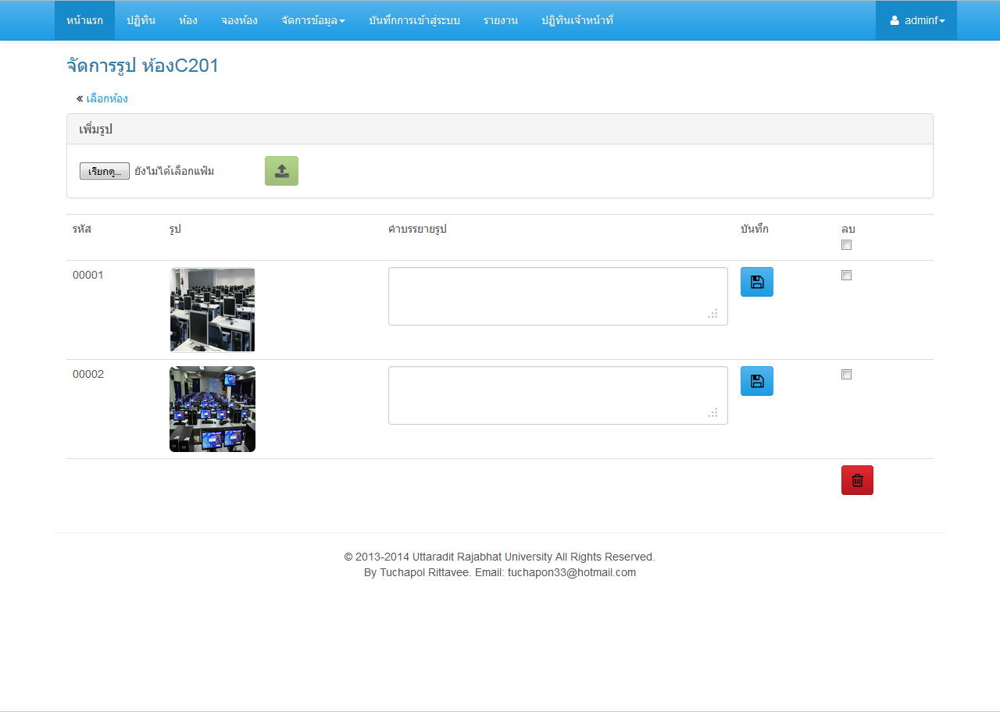 หน้าแรก ปฏิทิน ห้อง จองห้อง จัดการข้อมูล บันทึกการเข้าสู่ระบบ รายงาน ปฏิทินเจ้าหน้าที่ adminf
จัดการรูป ห้องC201
« เลือกห้อง
เพิ่มรูป
เรียกดู... ยังไม่ได้เลือกแฟ้ม
รหัส รูป คำบรรยายรูป บันทึก ลบ
00001
00002
© 2013-2014 Uttaradit Rajabhat University All Rights Reserved.
By Tuchapol Rittavee. Email: tuchapon33@hotmail.com